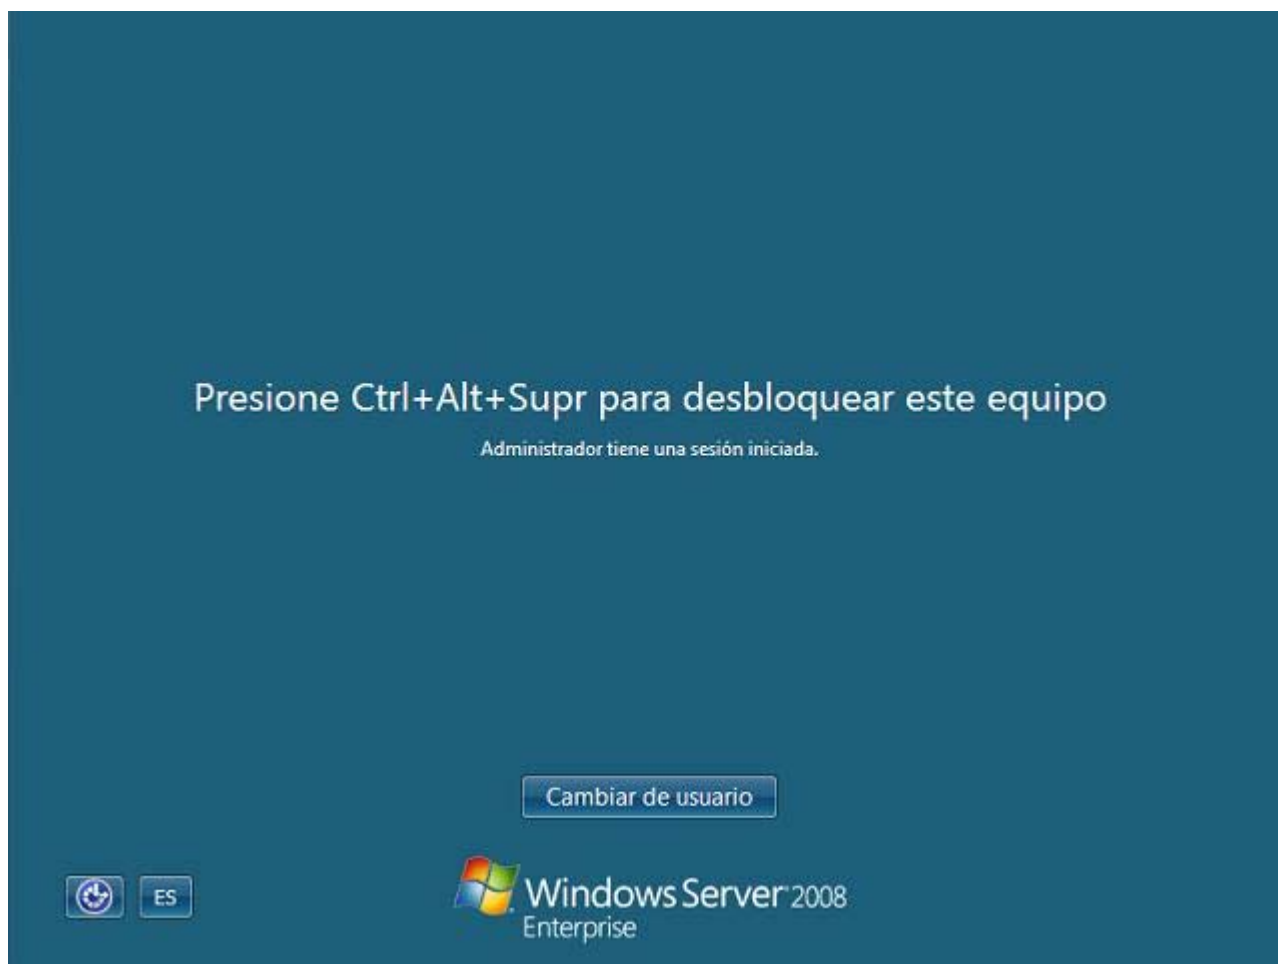 Presione Ctrl+Alt+Supr para desbloquear este equipo
Administrador tiene una sesión iniciada.
Cambiar de usuario
ES
Windows Server 2008
Enterprise